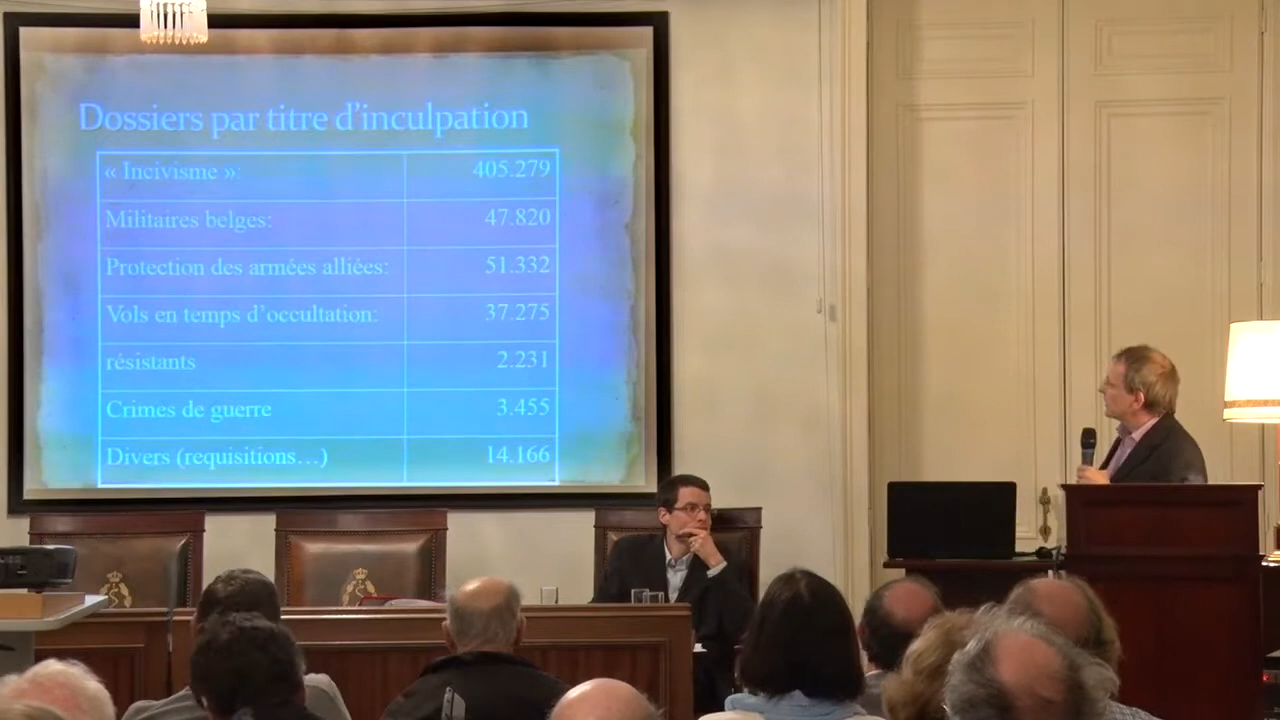 Dossiers par titre d'inculpation
« Incivisme »: 405.279
Militaires belges: 47.820
Protection des armées alliées: 51.332
Vols en temps d'occultation: 37.275
résistants 2.231
Crimes de guerre 3.455
Divers (requisitions…) 14.166